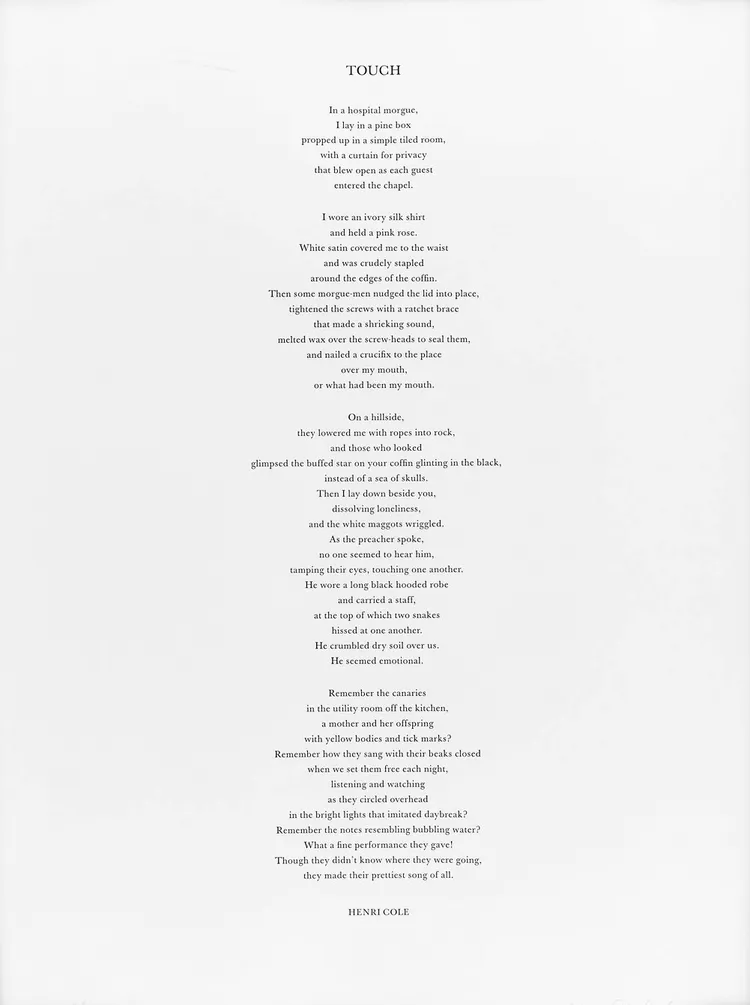 TOUCH
In a hospital morgue,
I lay in a pine box
propped up in a simple tiled room,
with a curtain for privacy
that blew open as each guest
entered the chapel.
I wore an ivory silk shirt
and held a pink rose.
White satin covered me to the waist
and was crudely stapled
around the edges of the coffin.
Then some morgue-men nudged the lid into place,
tightened the screws with a ratchet brace
that made a shrieking sound,
melted wax over the screw-heads to seal them,
and nailed a crucifix to the place
over my mouth,
or what had been my mouth.
On a hillside,
they lowered me with ropes into rock,
and those who looked
glimpsed the buffed star on your coffin glinting in the black,
instead of a sea of skulls.
Then I lay down beside you,
dissolving loneliness,
and the white maggots wriggled.
As the preacher spoke,
no one seemed to hear him,
tamping their eyes, touching one another.
He wore a long black hooded robe
and carried a staff,
at the top of which two snakes
hissed at one another.
He crumbled dry soil over us.
He seemed emotional.
Remember the canaries
in the utility room off the kitchen,
a mother and her offspring
with yellow bodies and tick marks?
Remember how they sang with their beaks closed
when we set them free each night,
listening and watching
as they circled overhead
in the bright lights that imitated daybreak?
Remember the notes resembling bubbling water?
What a fine performance they gave!
Though they didn't know where they were going,
they made their prettiest song of all.
HENRI COLE